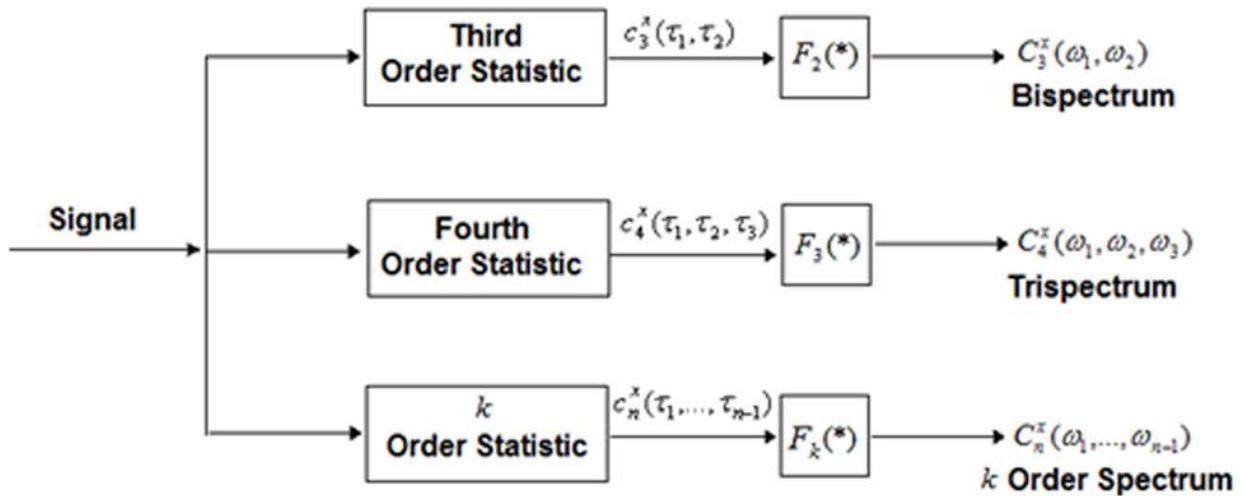 Signal
Third
Order Statistic
c₃ˣ(τ₁,τ₂)
F₂(*)
C₃ˣ(ω₁,ω₂)
Bispectrum
Fourth
Order Statistic
c₄ˣ(τ₁,τ₂,τ₃)
F₃(*)
C₄ˣ(ω₁,ω₂,ω₃)
Trispectrum
k
Order Statistic
cₙˣ(τ₁,...,τₙ₋₁)
Fₖ(*)
Cₙˣ(ω₁,...,ωₙ₋₁)
k Order Spectrum